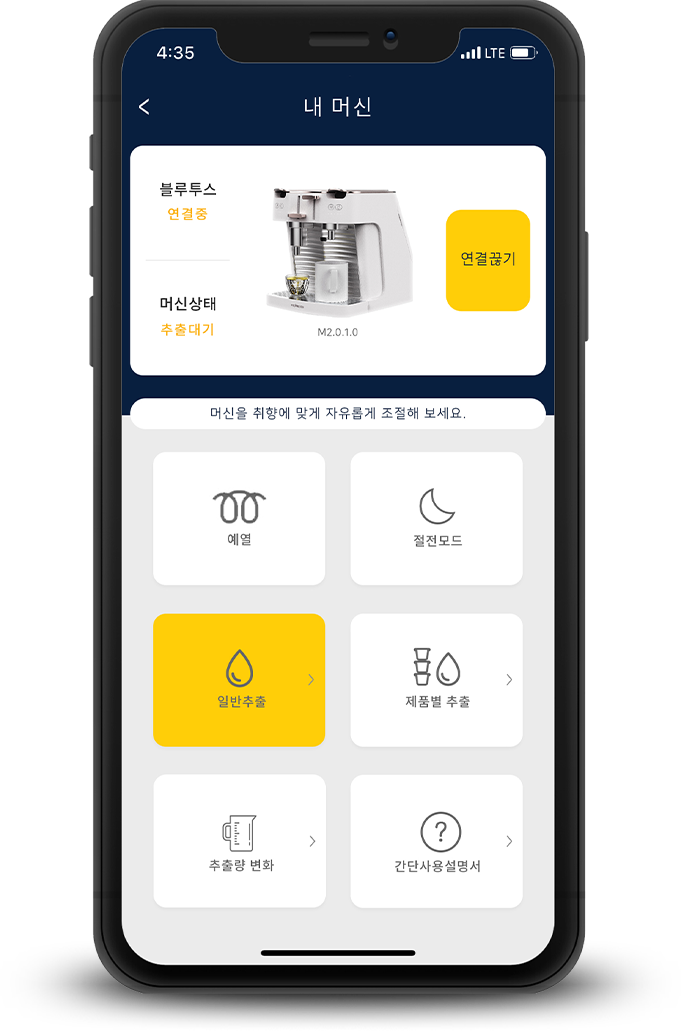 4:35
LTE
내 머신
블루투스
연결중
머신상태
추출대기
M2.0.1.0
연결끊기
머신을 취향에 맞게 자유롭게 조절해 보세요.
예열
절전모드
일반추출
제품별 추출
추출량 변화
간단사용설명서